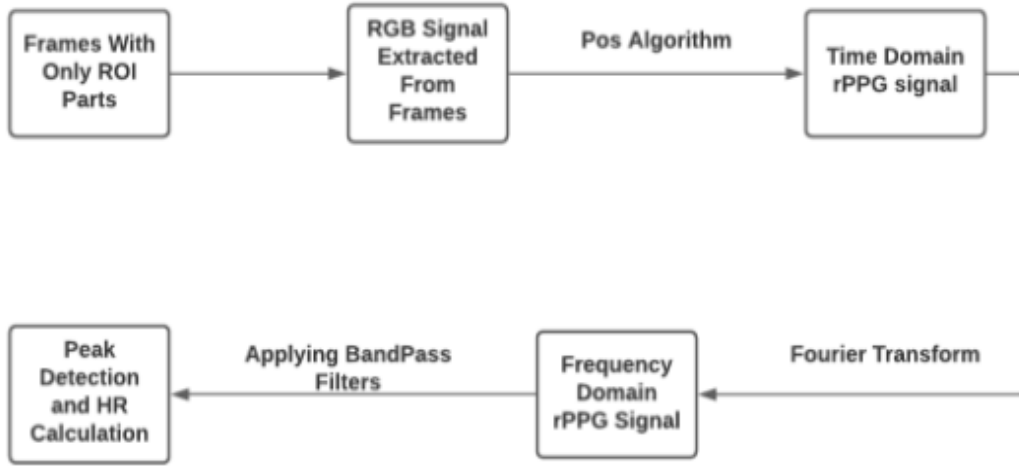 Frames With
Only ROI
Parts
RGB Signal
Extracted
From
Frames
Pos Algorithm
Time Domain
rPPG signal
Peak
Detection
and HR
Calculation
Applying BandPass
Filters
Frequency
Domain
rPPG Signal
Fourier Transform